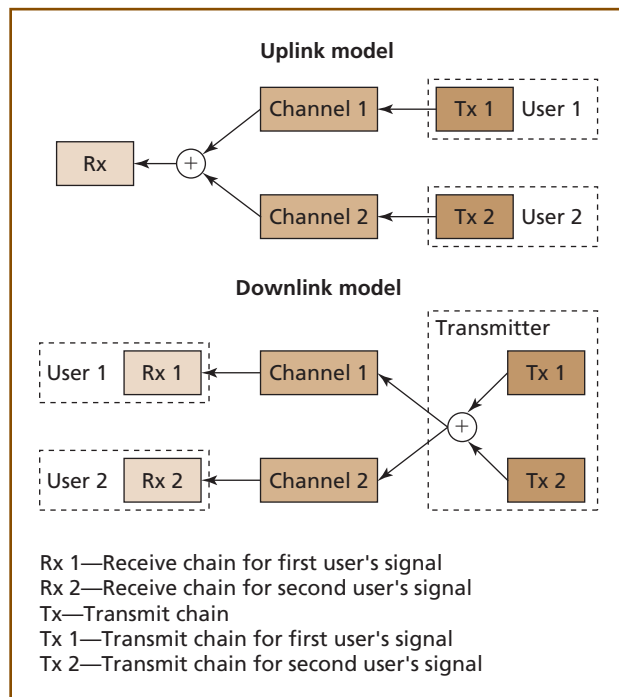 Uplink model
Channel 1
Tx 1
User 1
Rx
+
Channel 2
Tx 2
User 2
Downlink model
Transmitter
User 1
Rx 1
Channel 1
Tx 1
+
User 2
Rx 2
Channel 2
Tx 2
Rx 1—Receive chain for first user's signal
Rx 2—Receive chain for second user's signal
Tx—Transmit chain
Tx 1—Transmit chain for first user's signal
Tx 2—Transmit chain for second user's signal